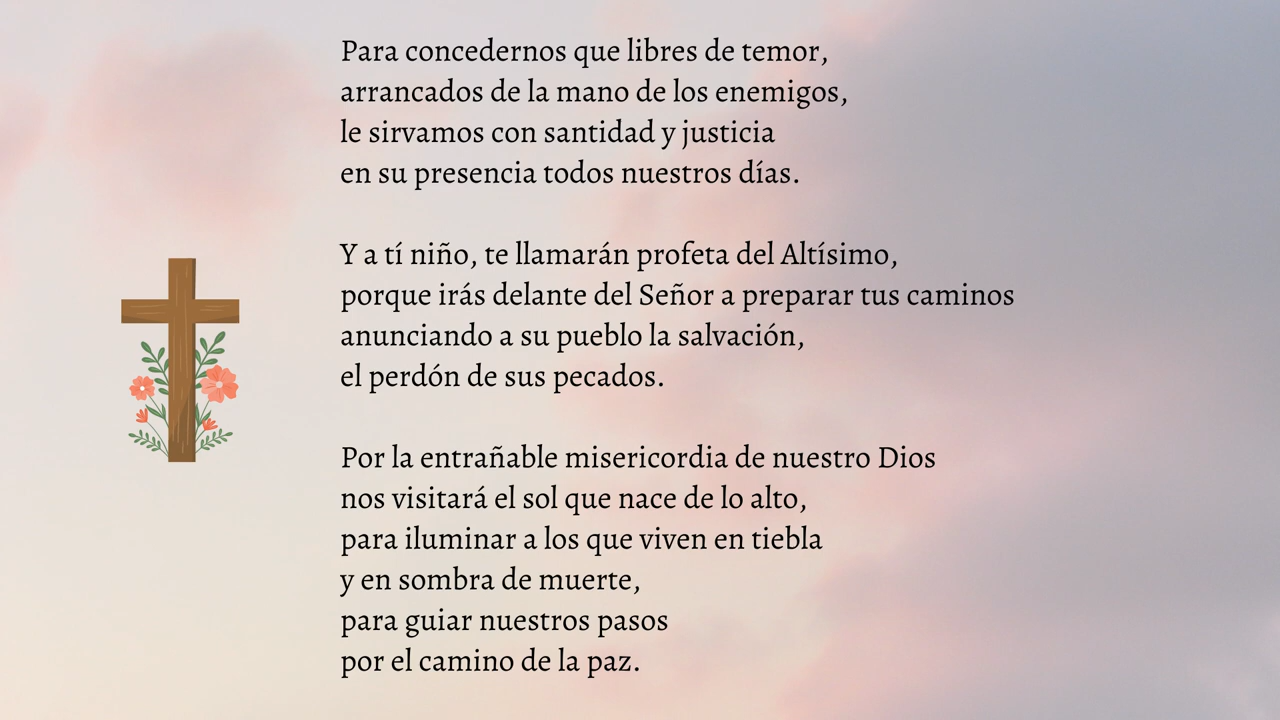 Para concedernos que libres de temor,
arrancados de la mano de los enemigos,
le sirvamos con santidad y justicia
en su presencia todos nuestros días.
Y a tí niño, te llamarán profeta del Altísimo,
porque irás delante del Señor a preparar tus caminos
anunciando a su pueblo la salvación,
el perdón de sus pecados.
Por la entrañable misericordia de nuestro Dios
nos visitará el sol que nace de lo alto,
para iluminar a los que viven en tiebla
y en sombra de muerte,
para guiar nuestros pasos
por el camino de la paz.